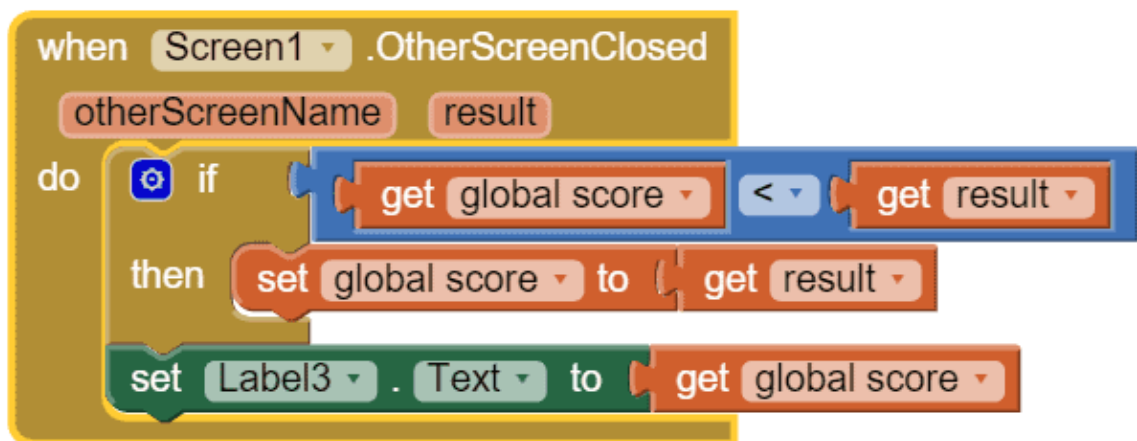 when Screen1 .OtherScreenClosed
otherScreenName result
do if get global score < get result
then set global score to get result
set Label3 . Text to get global score